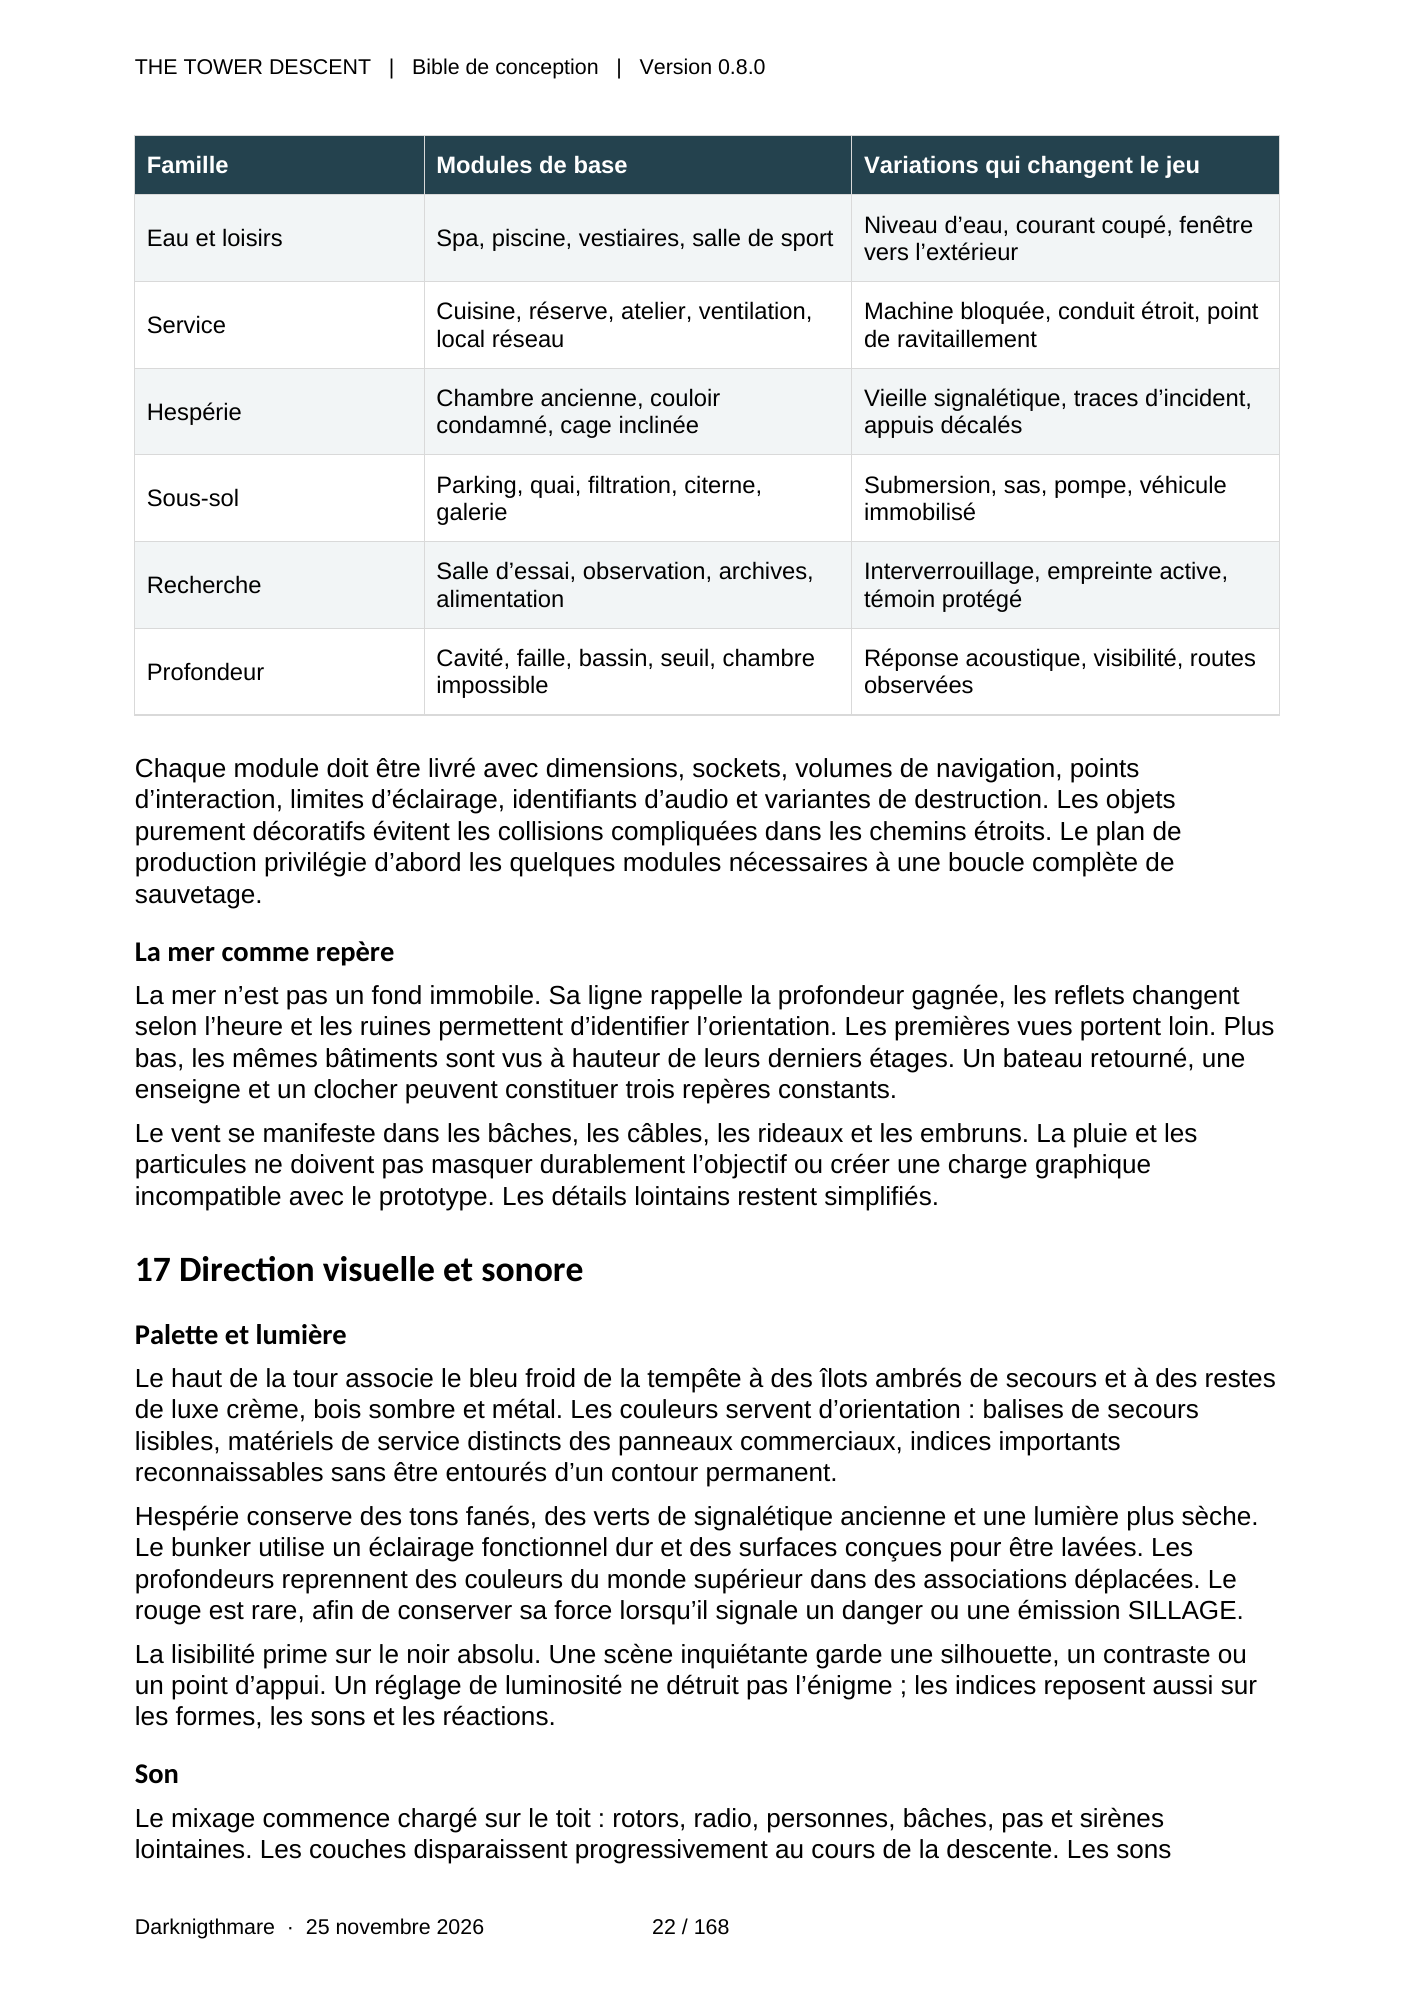 THE TOWER DESCENT | Bible de conception | Version 0.8.0
Famille
Modules de base
Variations qui changent le jeu
Eau et loisirs
Spa, piscine, vestiaires, salle de sport
Niveau d’eau, courant coupé, fenêtre
vers l’extérieur
Service
Cuisine, réserve, atelier, ventilation,
local réseau
Machine bloquée, conduit étroit, point
de ravitaillement
Hespérie
Chambre ancienne, couloir
condamné, cage inclinée
Vieille signalétique, traces d’incident,
appuis décalés
Sous-sol
Parking, quai, filtration, citerne,
galerie
Submersion, sas, pompe, véhicule
immobilisé
Recherche
Salle d’essai, observation, archives,
alimentation
Interverrouillage, empreinte active,
témoin protégé
Profondeur
Cavité, faille, bassin, seuil, chambre
impossible
Réponse acoustique, visibilité, routes
observées
Chaque module doit être livré avec dimensions, sockets, volumes de navigation, points
d’interaction, limites d’éclairage, identifiants d’audio et variantes de destruction. Les objets
purement décoratifs évitent les collisions compliquées dans les chemins étroits. Le plan de
production privilégie d’abord les quelques modules nécessaires à une boucle complète de
sauvetage.
La mer comme repère
La mer n’est pas un fond immobile. Sa ligne rappelle la profondeur gagnée, les reflets changent
selon l’heure et les ruines permettent d’identifier l’orientation. Les premières vues portent loin. Plus
bas, les mêmes bâtiments sont vus à hauteur de leurs derniers étages. Un bateau retourné, une
enseigne et un clocher peuvent constituer trois repères constants.
Le vent se manifeste dans les bâches, les câbles, les rideaux et les embruns. La pluie et les
particules ne doivent pas masquer durablement l’objectif ou créer une charge graphique
incompatible avec le prototype. Les détails lointains restent simplifiés.
17 Direction visuelle et sonore
Palette et lumière
Le haut de la tour associe le bleu froid de la tempête à des îlots ambrés de secours et à des restes
de luxe crème, bois sombre et métal. Les couleurs servent d’orientation : balises de secours
lisibles, matériels de service distincts des panneaux commerciaux, indices importants
reconnaissables sans être entourés d’un contour permanent.
Hespérie conserve des tons fanés, des verts de signalétique ancienne et une lumière plus sèche.
Le bunker utilise un éclairage fonctionnel dur et des surfaces conçues pour être lavées. Les
profondeurs reprennent des couleurs du monde supérieur dans des associations déplacées. Le
rouge est rare, afin de conserver sa force lorsqu’il signale un danger ou une émission SILLAGE.
La lisibilité prime sur le noir absolu. Une scène inquiétante garde une silhouette, un contraste ou
un point d’appui. Un réglage de luminosité ne détruit pas l’énigme ; les indices reposent aussi sur
les formes, les sons et les réactions.
Son
Le mixage commence chargé sur le toit : rotors, radio, personnes, bâches, pas et sirènes
lointaines. Les couches disparaissent progressivement au cours de la descente. Les sons
Darknigthmare · 25 novembre 2026
22 / 168